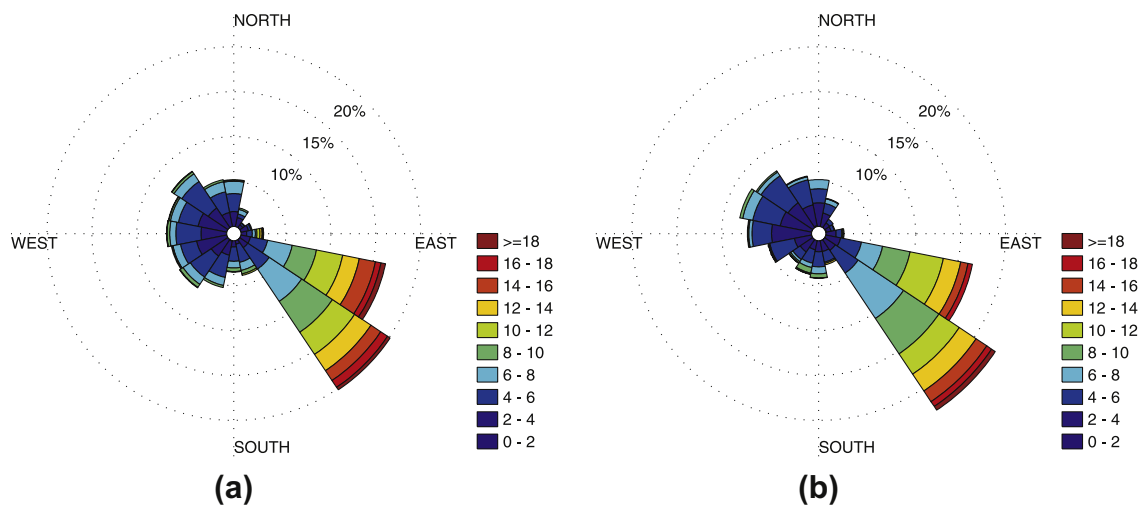 NORTH
20%
15%
10%
WEST
EAST
SOUTH
>=18
16 - 18
14 - 16
12 - 14
10 - 12
8 - 10
6 - 8
4 - 6
2 - 4
0 - 2
(a)
NORTH
20%
15%
10%
WEST
EAST
SOUTH
>=18
16 - 18
14 - 16
12 - 14
10 - 12
8 - 10
6 - 8
4 - 6
2 - 4
0 - 2
(b)